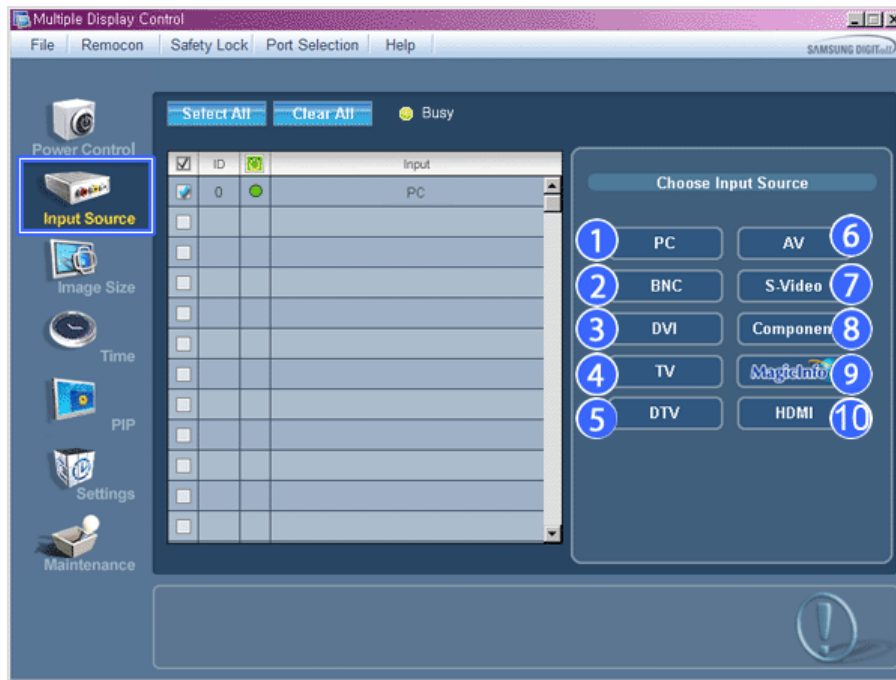 Multiple Display Control
File Remocon Safety Lock Port Selection Help
SAMSUNG DIGITall
Select All Clear All Busy
Power Control
Input Source
Image Size
Time
PIP
Settings
Maintenance
ID Input
0 PC
Choose Input Source
1 PC AV 6
2 BNC S-Video 7
3 DVI Componen 8
4 TV MagicInfo 9
5 DTV HDMI 10